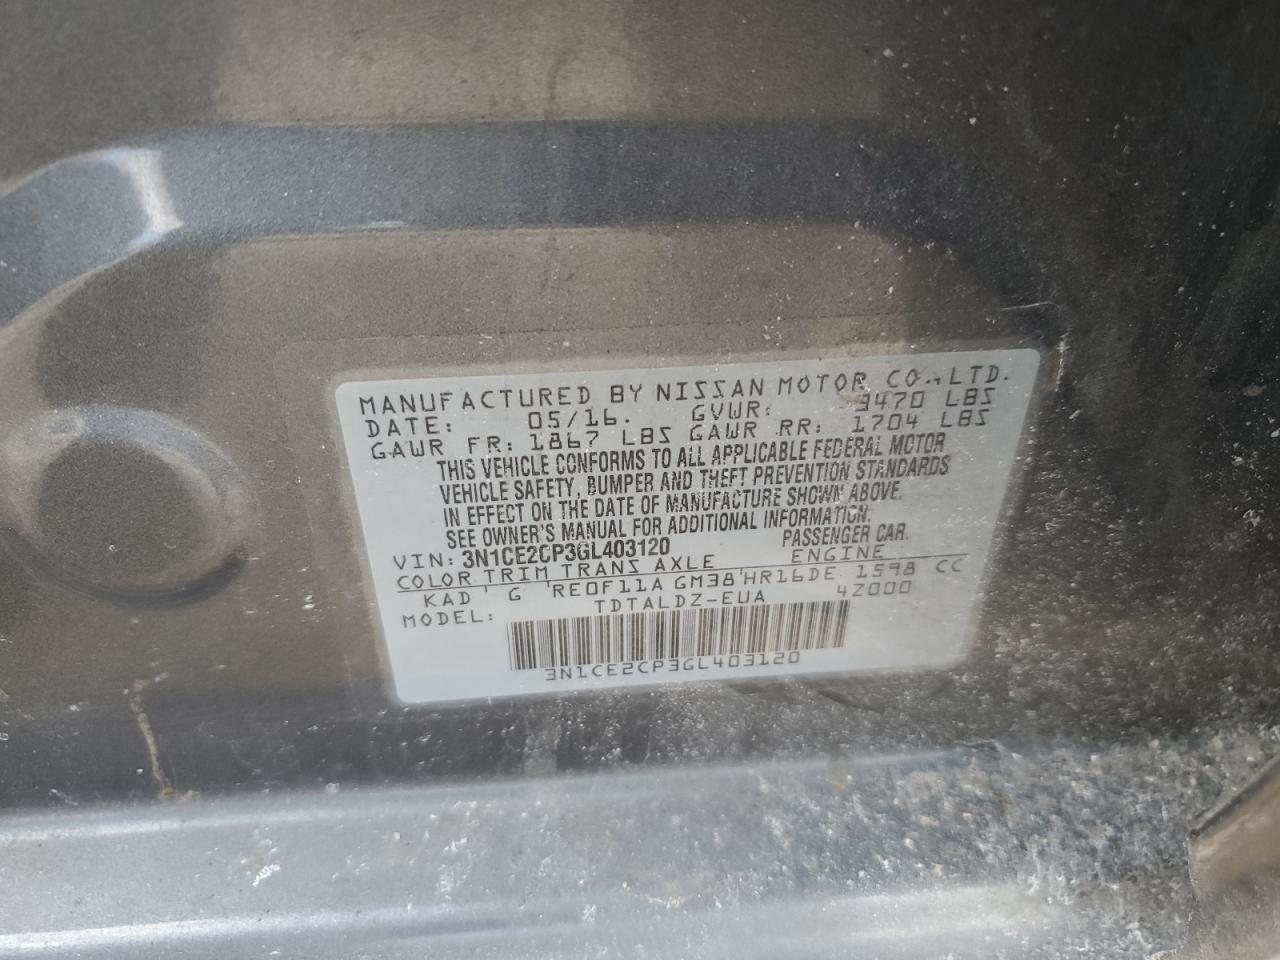 MANUFACTURED BY NISSAN MOTOR CO., LTD.
DATE: 05/16. GVWR: 3470 LBS
GAWR FR: 1867 LBS GAWR RR: 1704 LBS
THIS VEHICLE CONFORMS TO ALL APPLICABLE FEDERAL MOTOR
VEHICLE SAFETY, BUMPER AND THEFT PREVENTION STANDARDS
IN EFFECT ON THE DATE OF MANUFACTURE SHOWN ABOVE.
SEE OWNER'S MANUAL FOR ADDITIONAL INFORMATION.
VIN: 3N1CE2CP3GL403120 PASSENGER CAR.
COLOR TRIM TRANS AXLE ENGINE
KAD G RE0F11A GM38 HR16DE 1598 CC
MODEL: TDTALDZ-EUA 4Z000
3N1CE2CP3GL403120